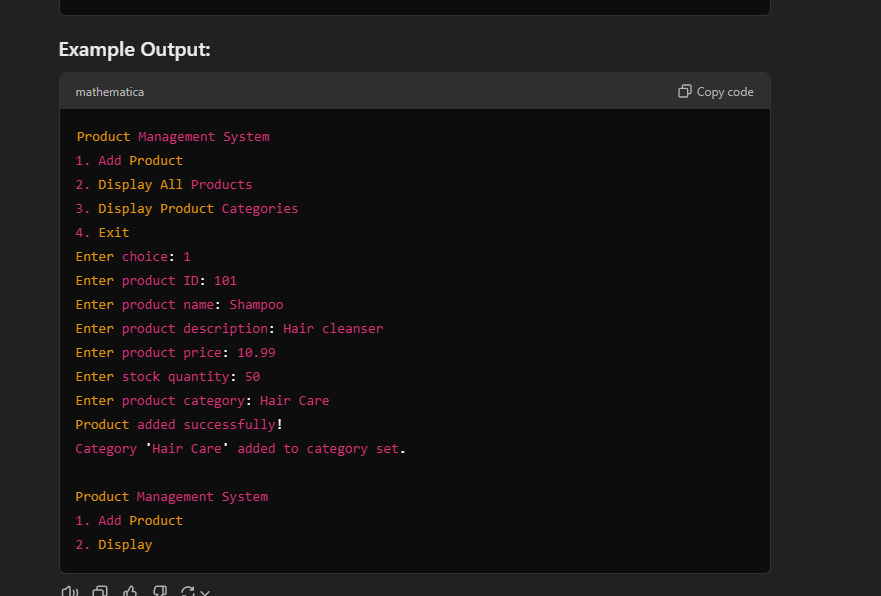 Example Output:
mathematica
Copy code
Product Management System
1. Add Product
2. Display All Products
3. Display Product Categories
4. Exit
Enter choice: 1
Enter product ID: 101
Enter product name: Shampoo
Enter product description: Hair cleanser
Enter product price: 10.99
Enter stock quantity: 50
Enter product category: Hair Care
Product added successfully!
Category 'Hair Care' added to category set.
Product Management System
1. Add Product
2. Display